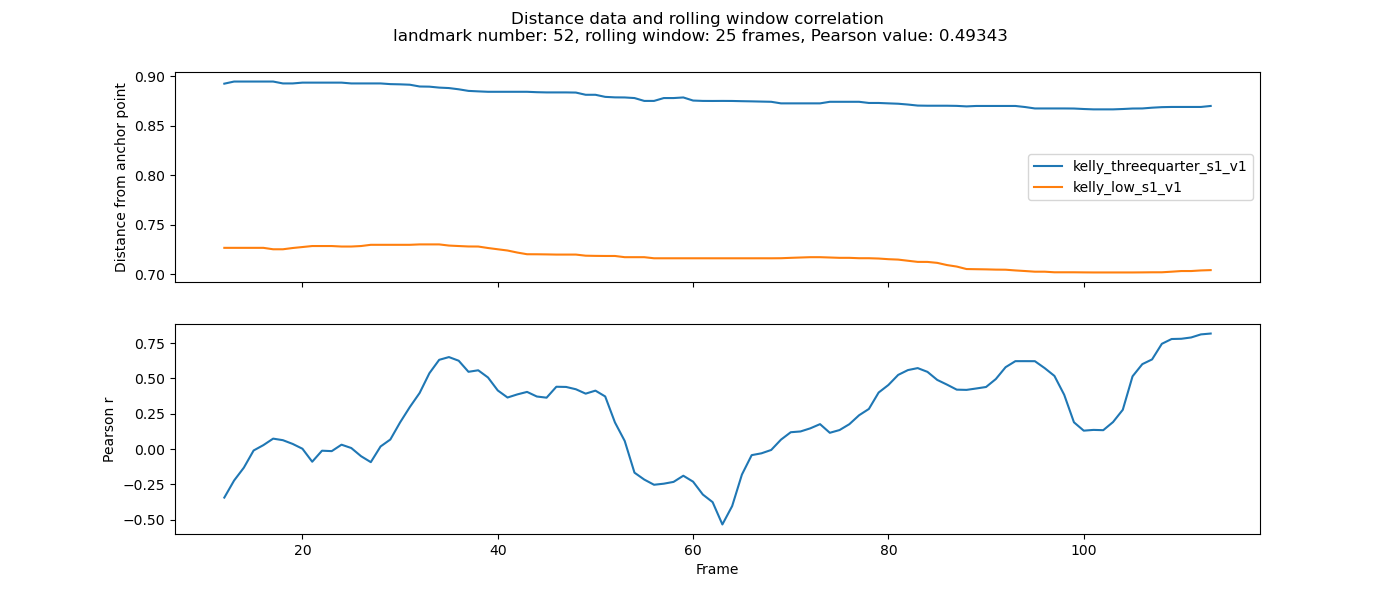 Distance data and rolling window correlation
landmark number: 52, rolling window: 25 frames, Pearson value: 0.49343
0.90
0.85
0.80
0.75
0.70
Distance from anchor point
kelly_threequarter_s1_v1
kelly_low_s1_v1
0.75
0.50
0.25
0.00
−0.25
−0.50
Pearson r
20 40 60 80 100
Frame